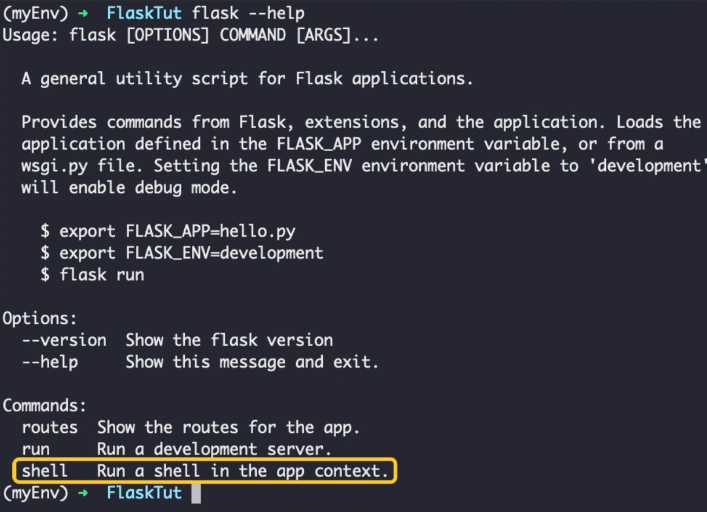 (myEnv) ➜ FlaskTut flask --help
Usage: flask [OPTIONS] COMMAND [ARGS]...
A general utility script for Flask applications.
Provides commands from Flask, extensions, and the application. Loads the
application defined in the FLASK_APP environment variable, or from a
wsgi.py file. Setting the FLASK_ENV environment variable to 'development'
will enable debug mode.
$ export FLASK_APP=hello.py
$ export FLASK_ENV=development
$ flask run
Options:
--version Show the flask version
--help Show this message and exit.
Commands:
routes Show the routes for the app.
run Run a development server.
shell Run a shell in the app context.
(myEnv) ➜ FlaskTut